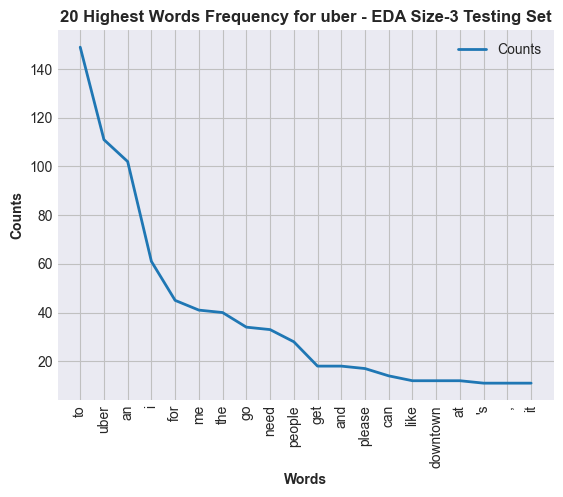 20 Highest Words Frequency for uber - EDA Size-3 Testing Set
Counts
140
120
100
80
60
40
20
Counts
to
uber
an
i
for
me
the
go
need
people
get
and
please
can
like
downtown
at
's
,
it
Words